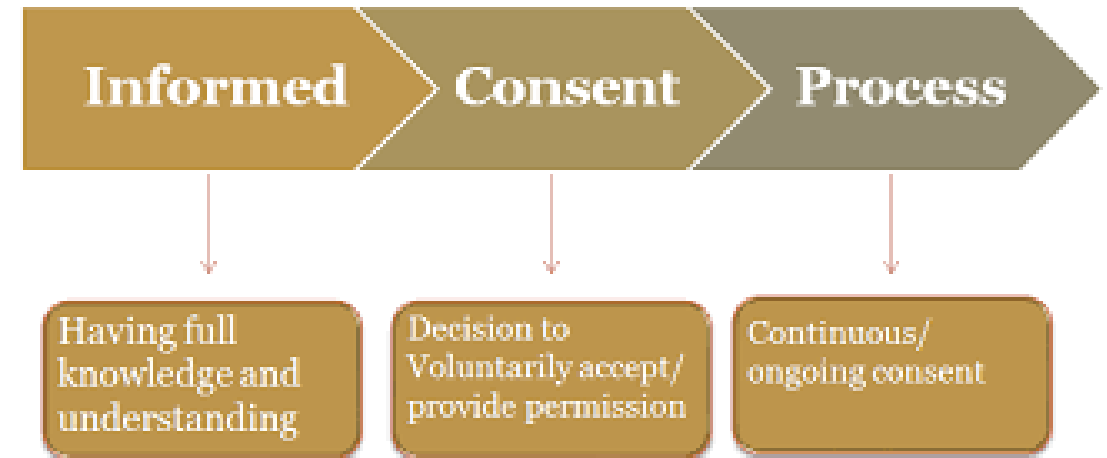 Informed
Consent
Process
Having full
knowledge and
understanding
Decision to
Voluntarily accept/
provide permission
Continuous/
ongoing consent